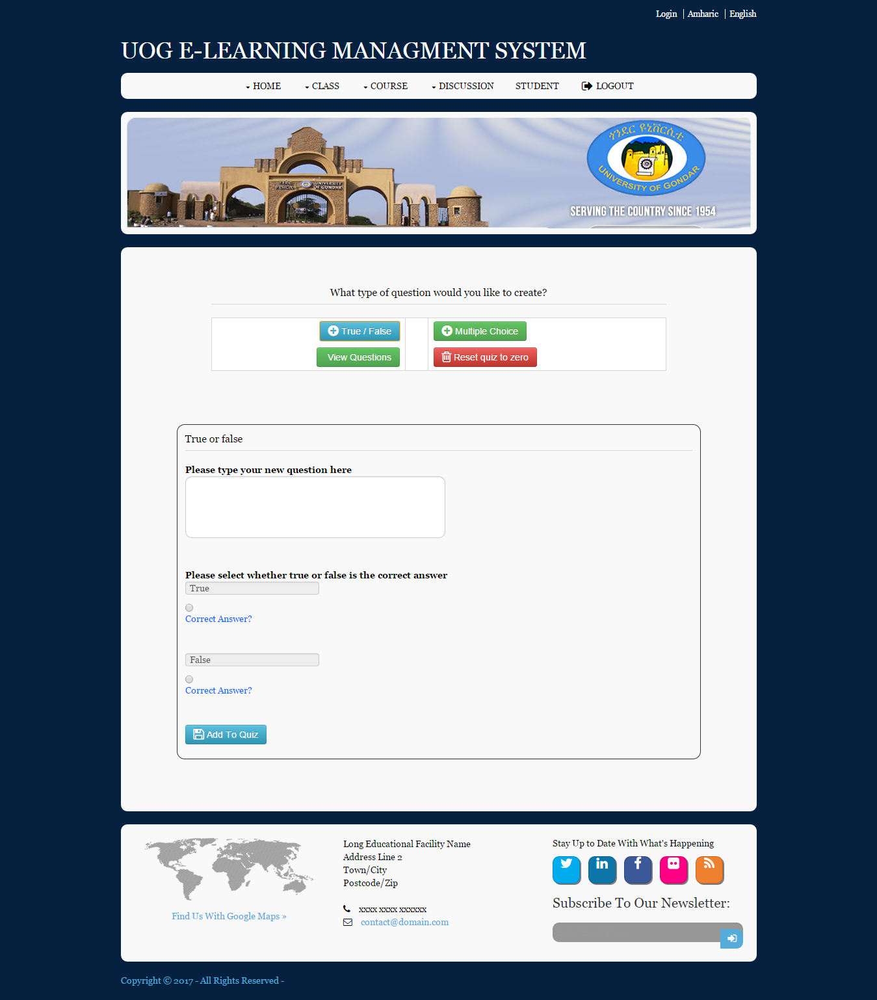 Login Amharic English
UOG E-LEARNING MANAGMENT SYSTEM
HOME CLASS COURSE DISCUSSION STUDENT LOGOUT
ጎንደር ዩኒቨርሲቲ
UNIVERSITY OF GONDAR
UNIVERSITY
OF GONDAR
SERVING THE COUNTRY SINCE 1954
What type of question would you like to create?
True / False Multiple Choice
View Questions Reset quiz to zero
True or false
Please type your new question here
Please select whether true or false is the correct answer
True
Correct Answer?
False
Correct Answer?
Add To Quiz
Find Us With Google Maps »
Long Educational Facility Name
Address Line 2
Town/City
Postcode/Zip
xxxx xxxx xxxxxx
contact@domain.com
Stay Up to Date With What's Happening
Subscribe To Our Newsletter:
Copyright © 2017 - All Rights Reserved -